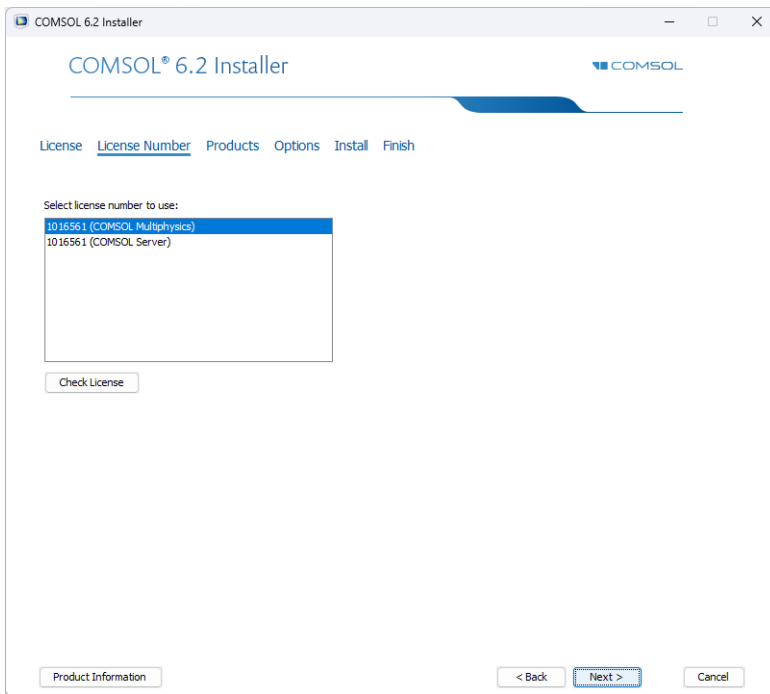 COMSOL 6.2 Installer
COMSOL® 6.2 Installer
COMSOL
License License Number Products Options Install Finish
Select license number to use:
1016561 (COMSOL Multiphysics)
1016561 (COMSOL Server)
Check License
Product Information < Back Next > Cancel